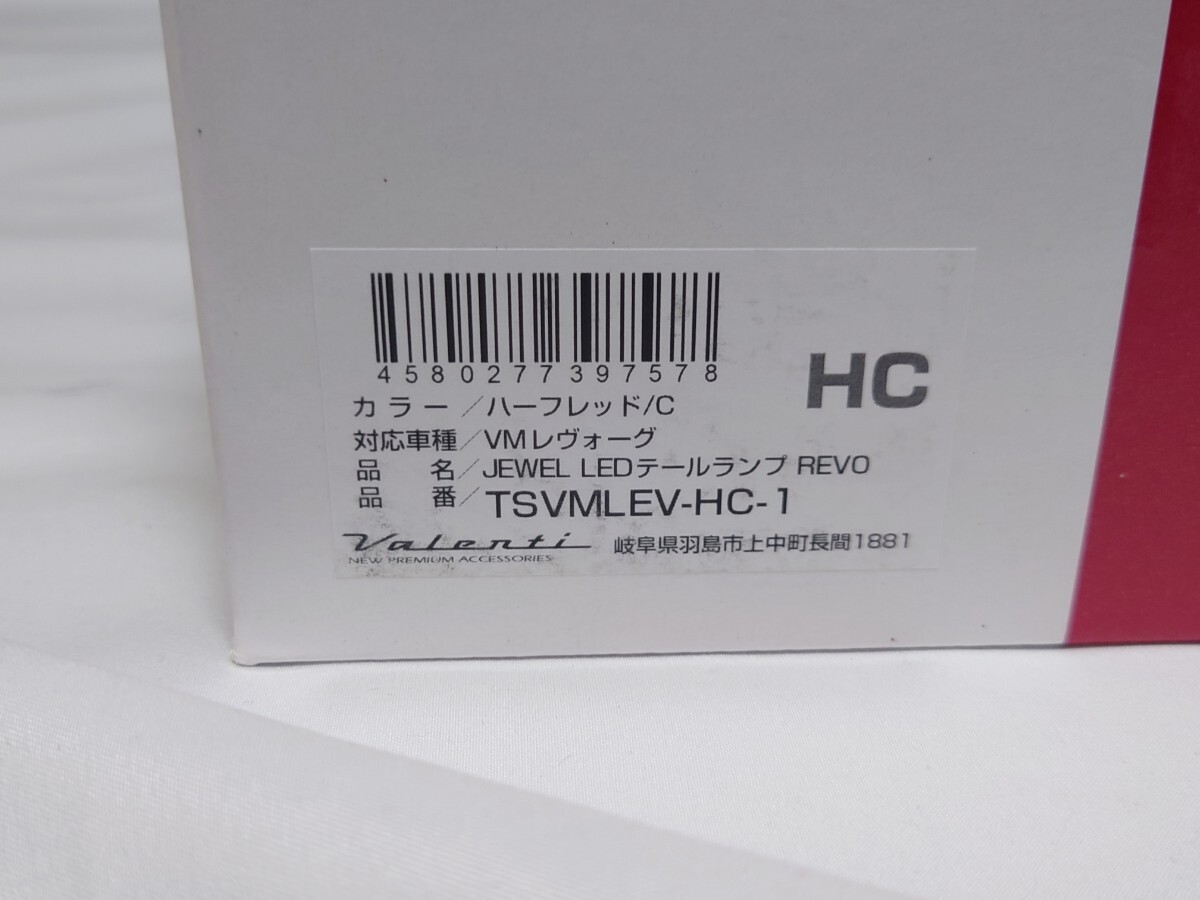 4580277397578
HC
カラー／ハーフレッド/C
対応車種／VMレヴォーグ
品　名／JEWEL LEDテールランプ REVO
品　番／TSVMLEV-HC-1
Valenti
NEW PREMIUM ACCESSORIES
岐阜県羽島市上中町長間1881